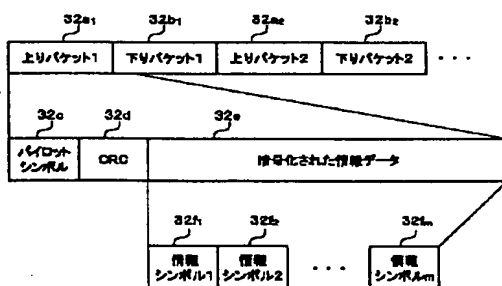 32a1 32b1 32a2 32b2
上りパケット1 下りパケット1 上りパケット2 下りパケット2 ・・・
32c 32d 32e
パイロット
シンボル
CRC 暗号化された情報データ
32f1 32f2 32fm
情報 情報 ・・・ 情報
シンボル1 シンボル2 シンボルm